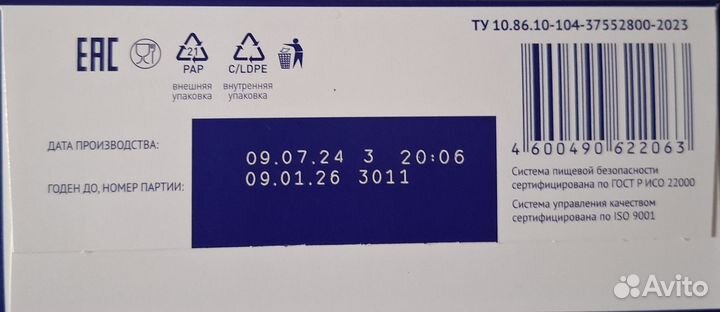 ТУ 10.86.10-104-37552800-2023
EAC
21
PAP
C/LDPE
внешняя
упаковка
внутренняя
упаковка
ДАТА ПРОИЗВОДСТВА:
09.07.24 3 20:06
ГОДЕН ДО, НОМЕР ПАРТИИ:
09.01.26 3011
4 600490 622063
Система пищевой безопасности
сертифицирована по ГОСТ Р ИСО 22000
Система управления качеством
сертифицирована по ISO 9001
Avito